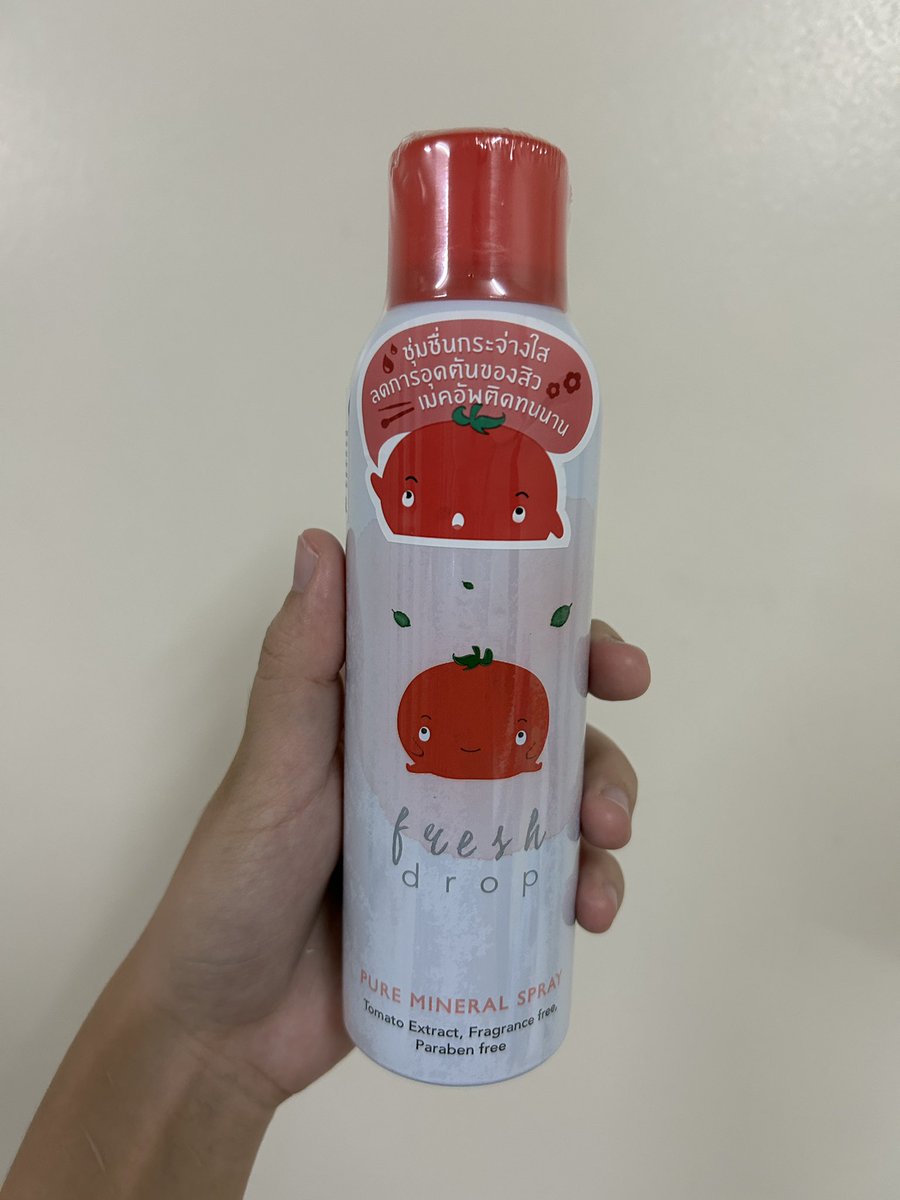 ชุ่มชื่นกระจ่างใส
ลดการอุดตันของสิว
เมคอัพติดทนนาน
fresh
drop
PURE MINERAL SPRAY
Tomato Extract, Fragrance free,
Paraben free